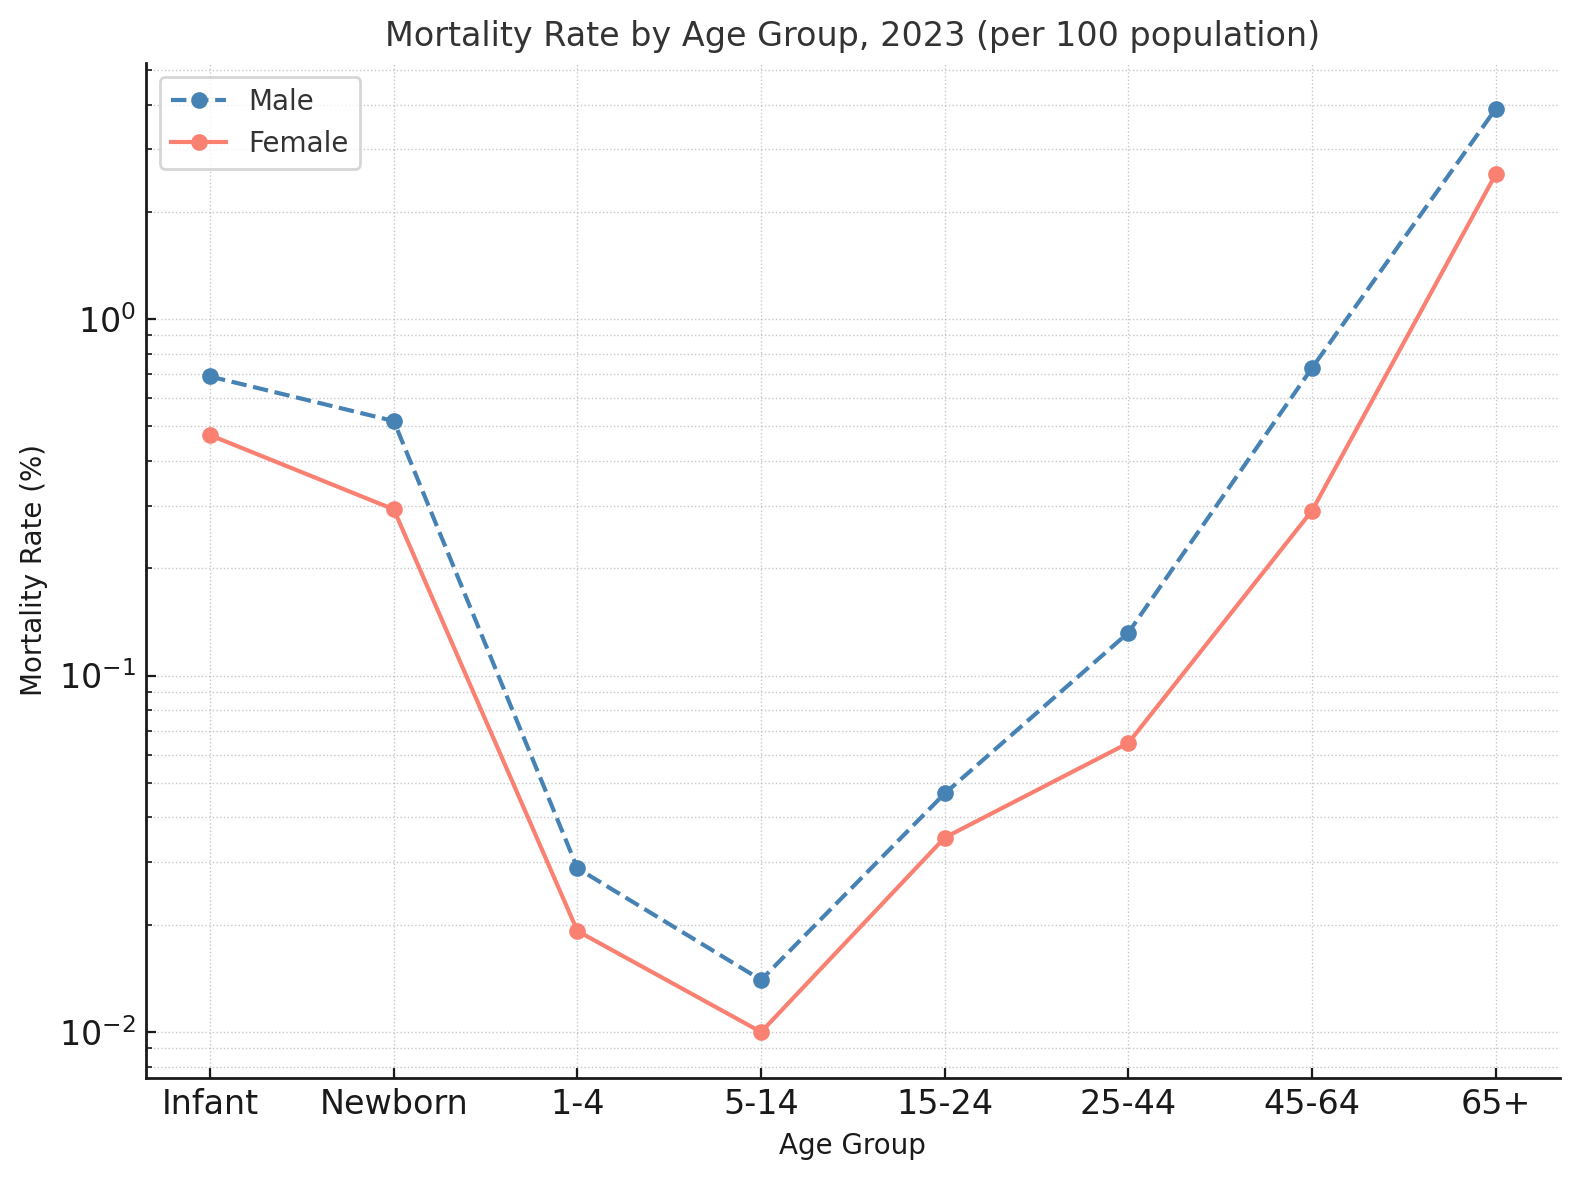 Mortality Rate by Age Group, 2023 (per 100 population)
Male
Female
Mortality Rate (%)
10⁰
10⁻¹
10⁻²
Infant Newborn 1-4 5-14 15-24 25-44 45-64 65+
Age Group